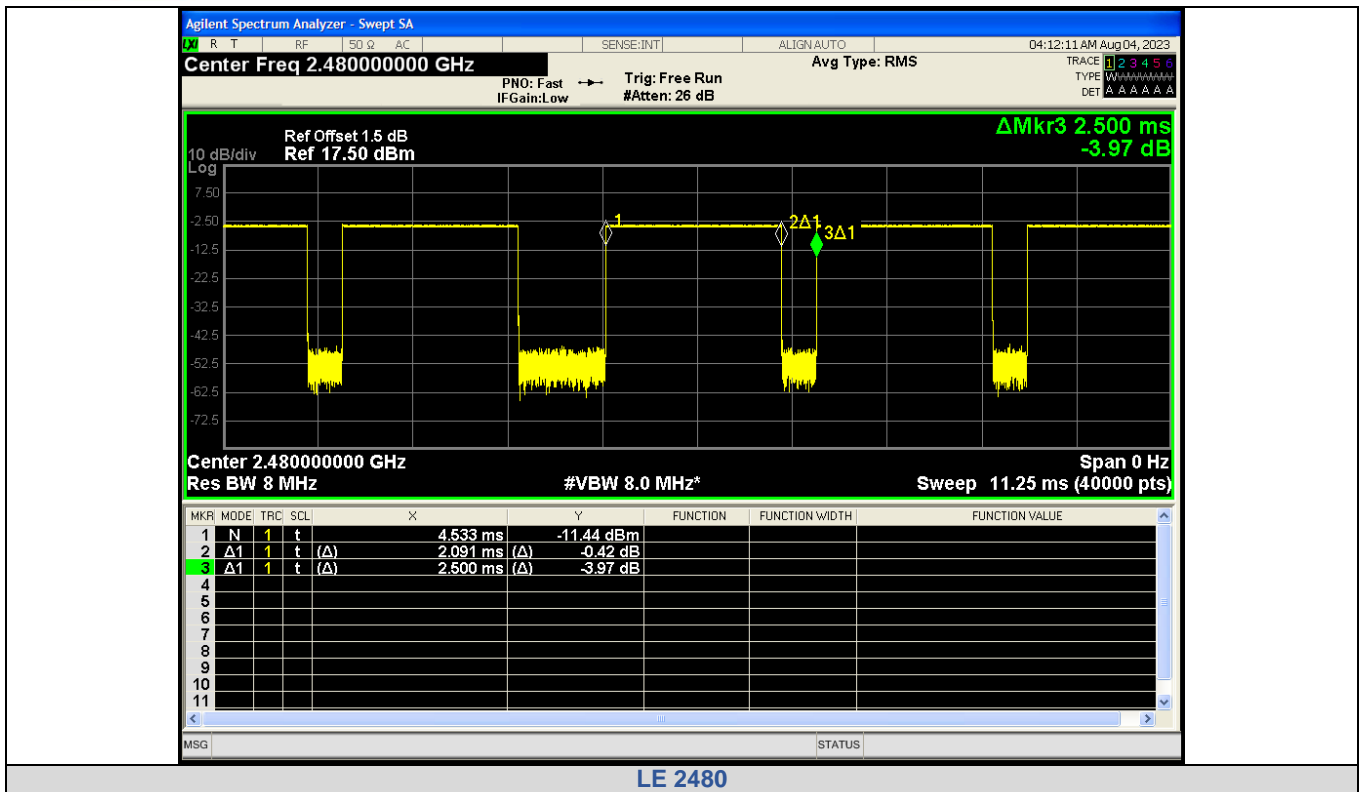 Agilent Spectrum Analyzer - Swept SA
LXI R T RF 50 Ω AC SENSE:INT ALIGN AUTO 04:12:11 AM Aug 04, 2023
Center Freq 2.480000000 GHz Avg Type: RMS TRACE 1 2 3 4 5 6
PNO: Fast Trig: Free Run TYPE WWWWWW
IFGain:Low #Atten: 26 dB DET A A A A A A
ΔMkr3 2.500 ms
-3.97 dB
Ref Offset 1.5 dB
10 dB/div Ref 17.50 dBm
Log
7.50
-2.50
-12.5
-22.5
-32.5
-42.5
-52.5
-62.5
-72.5
1
2Δ1
3Δ1
Center 2.480000000 GHz Span 0 Hz
Res BW 8 MHz #VBW 8.0 MHz* Sweep 11.25 ms (40000 pts)
MKR MODE TRC SCL X Y FUNCTION FUNCTION WIDTH FUNCTION VALUE
1 N 1 t 4.533 ms -11.44 dBm
2 Δ1 1 t (Δ) 2.091 ms (Δ) -0.42 dB
3 Δ1 1 t (Δ) 2.500 ms (Δ) -3.97 dB
4
5
6
7
8
9
10
11
MSG STATUS
LE 2480